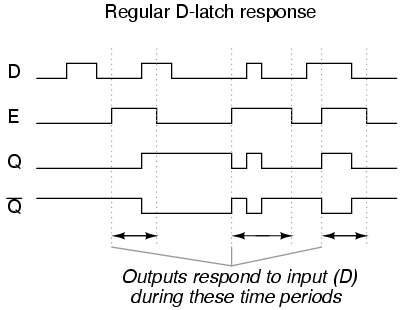 Regular D-latch response
D
E
Q
Q̅
Outputs respond to input (D)
during these time periods